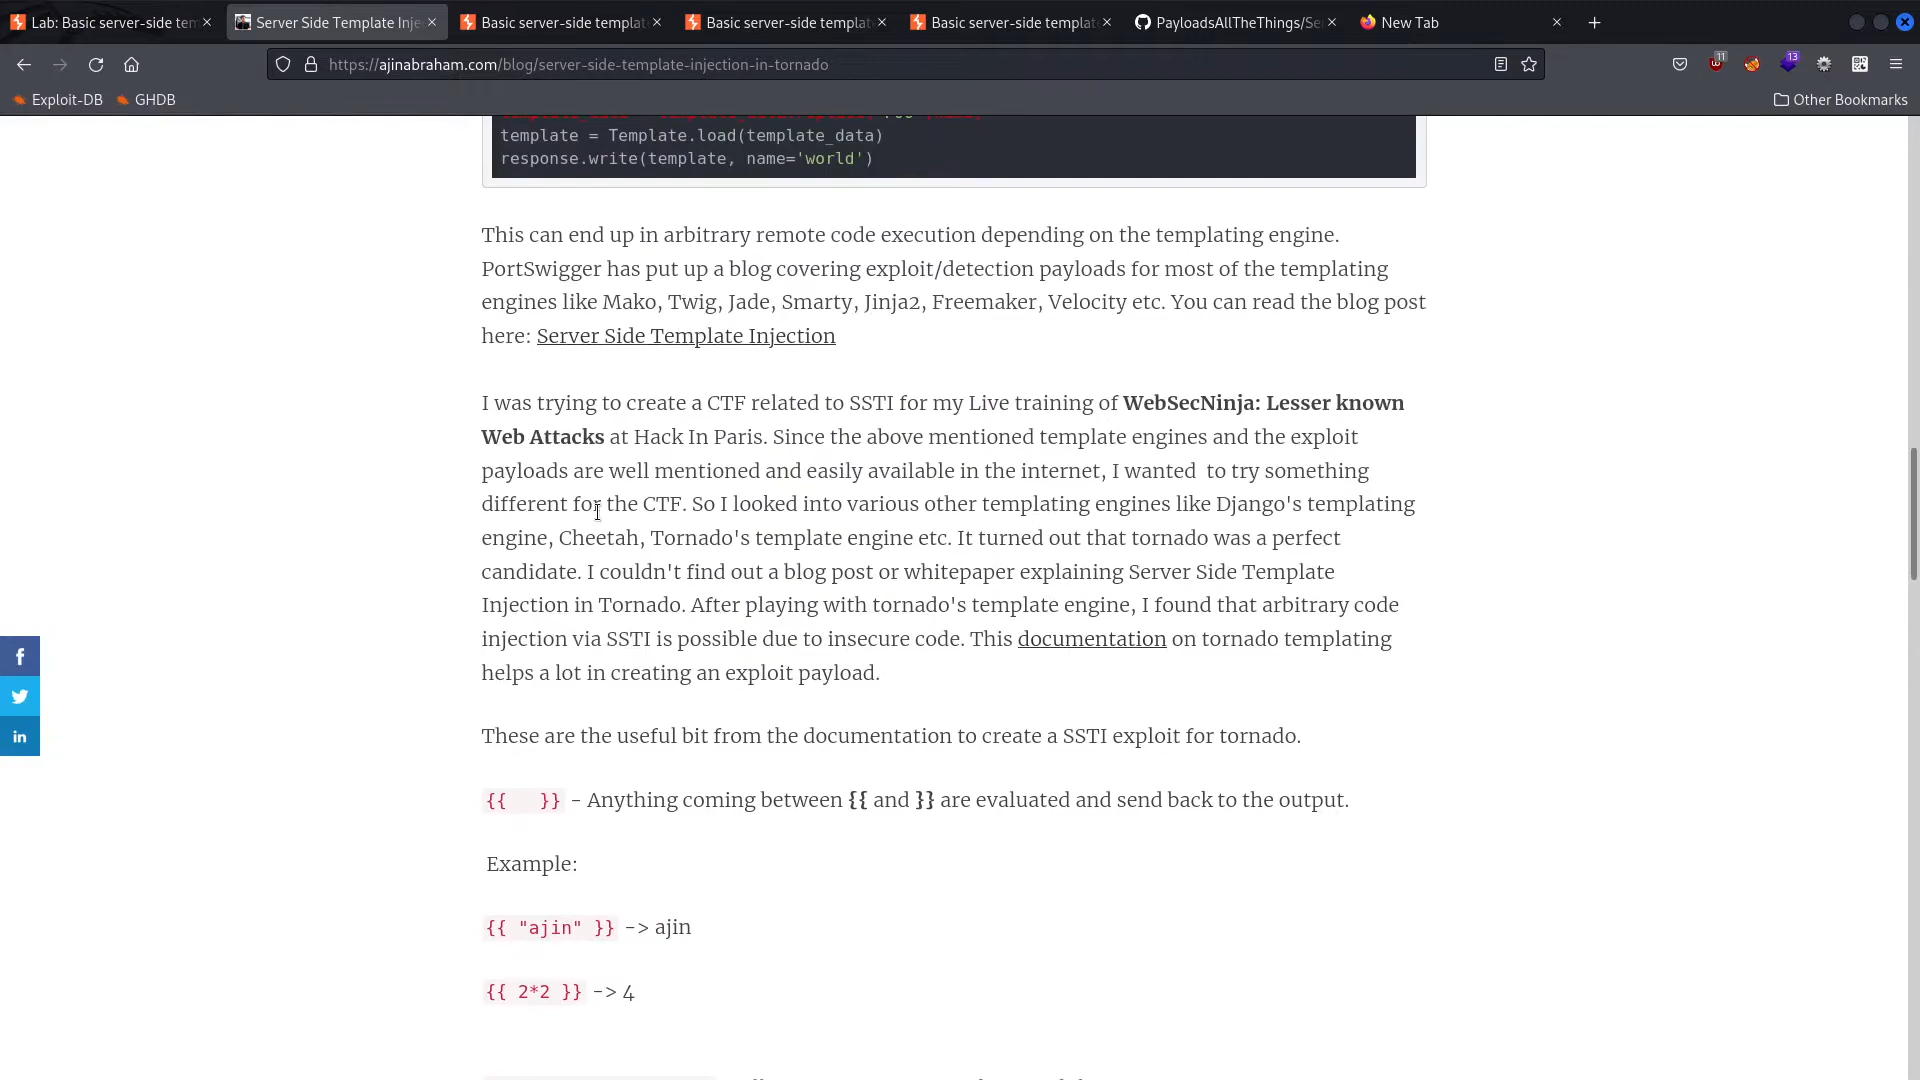 Lab: Basic server-side tem
Server Side Template Inje
Basic server-side templat
Basic server-side templat
Basic server-side templat
PayloadsAllTheThings/Se
New Tab
https://ajinabraham.com/blog/server-side-template-injection-in-tornado
11
13
Exploit-DB
GHDB
Other Bookmarks
template = Template.load(template_data)
response.write(template, name='world')
This can end up in arbitrary remote code execution depending on the templating engine.
PortSwigger has put up a blog covering exploit/detection payloads for most of the templating
engines like Mako, Twig, Jade, Smarty, Jinja2, Freemaker, Velocity etc. You can read the blog post
here: Server Side Template Injection
I was trying to create a CTF related to SSTI for my Live training of WebSecNinja: Lesser known
Web Attacks at Hack In Paris. Since the above mentioned template engines and the exploit
payloads are well mentioned and easily available in the internet, I wanted to try something
different for the CTF. So I looked into various other templating engines like Django's templating
engine, Cheetah, Tornado's template engine etc. It turned out that tornado was a perfect
candidate. I couldn't find out a blog post or whitepaper explaining Server Side Template
Injection in Tornado. After playing with tornado's template engine, I found that arbitrary code
injection via SSTI is possible due to insecure code. This documentation on tornado templating
helps a lot in creating an exploit payload.
These are the useful bit from the documentation to create a SSTI exploit for tornado.
{{   }} - Anything coming between {{ and }} are evaluated and send back to the output.
Example:
{{ "ajin" }} -> ajin
{{ 2*2 }} -> 4